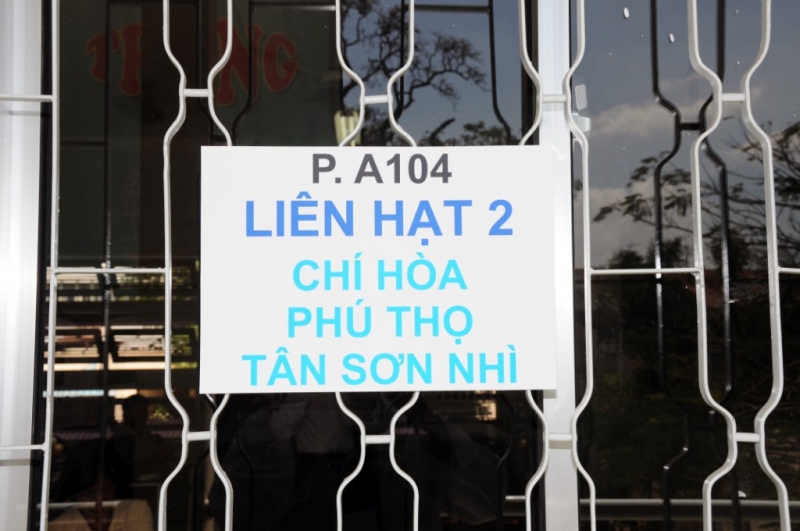 P. A104
LIÊN HẠT 2
CHÍ HÒA
PHÚ THỌ
TÂN SƠN NHÌ